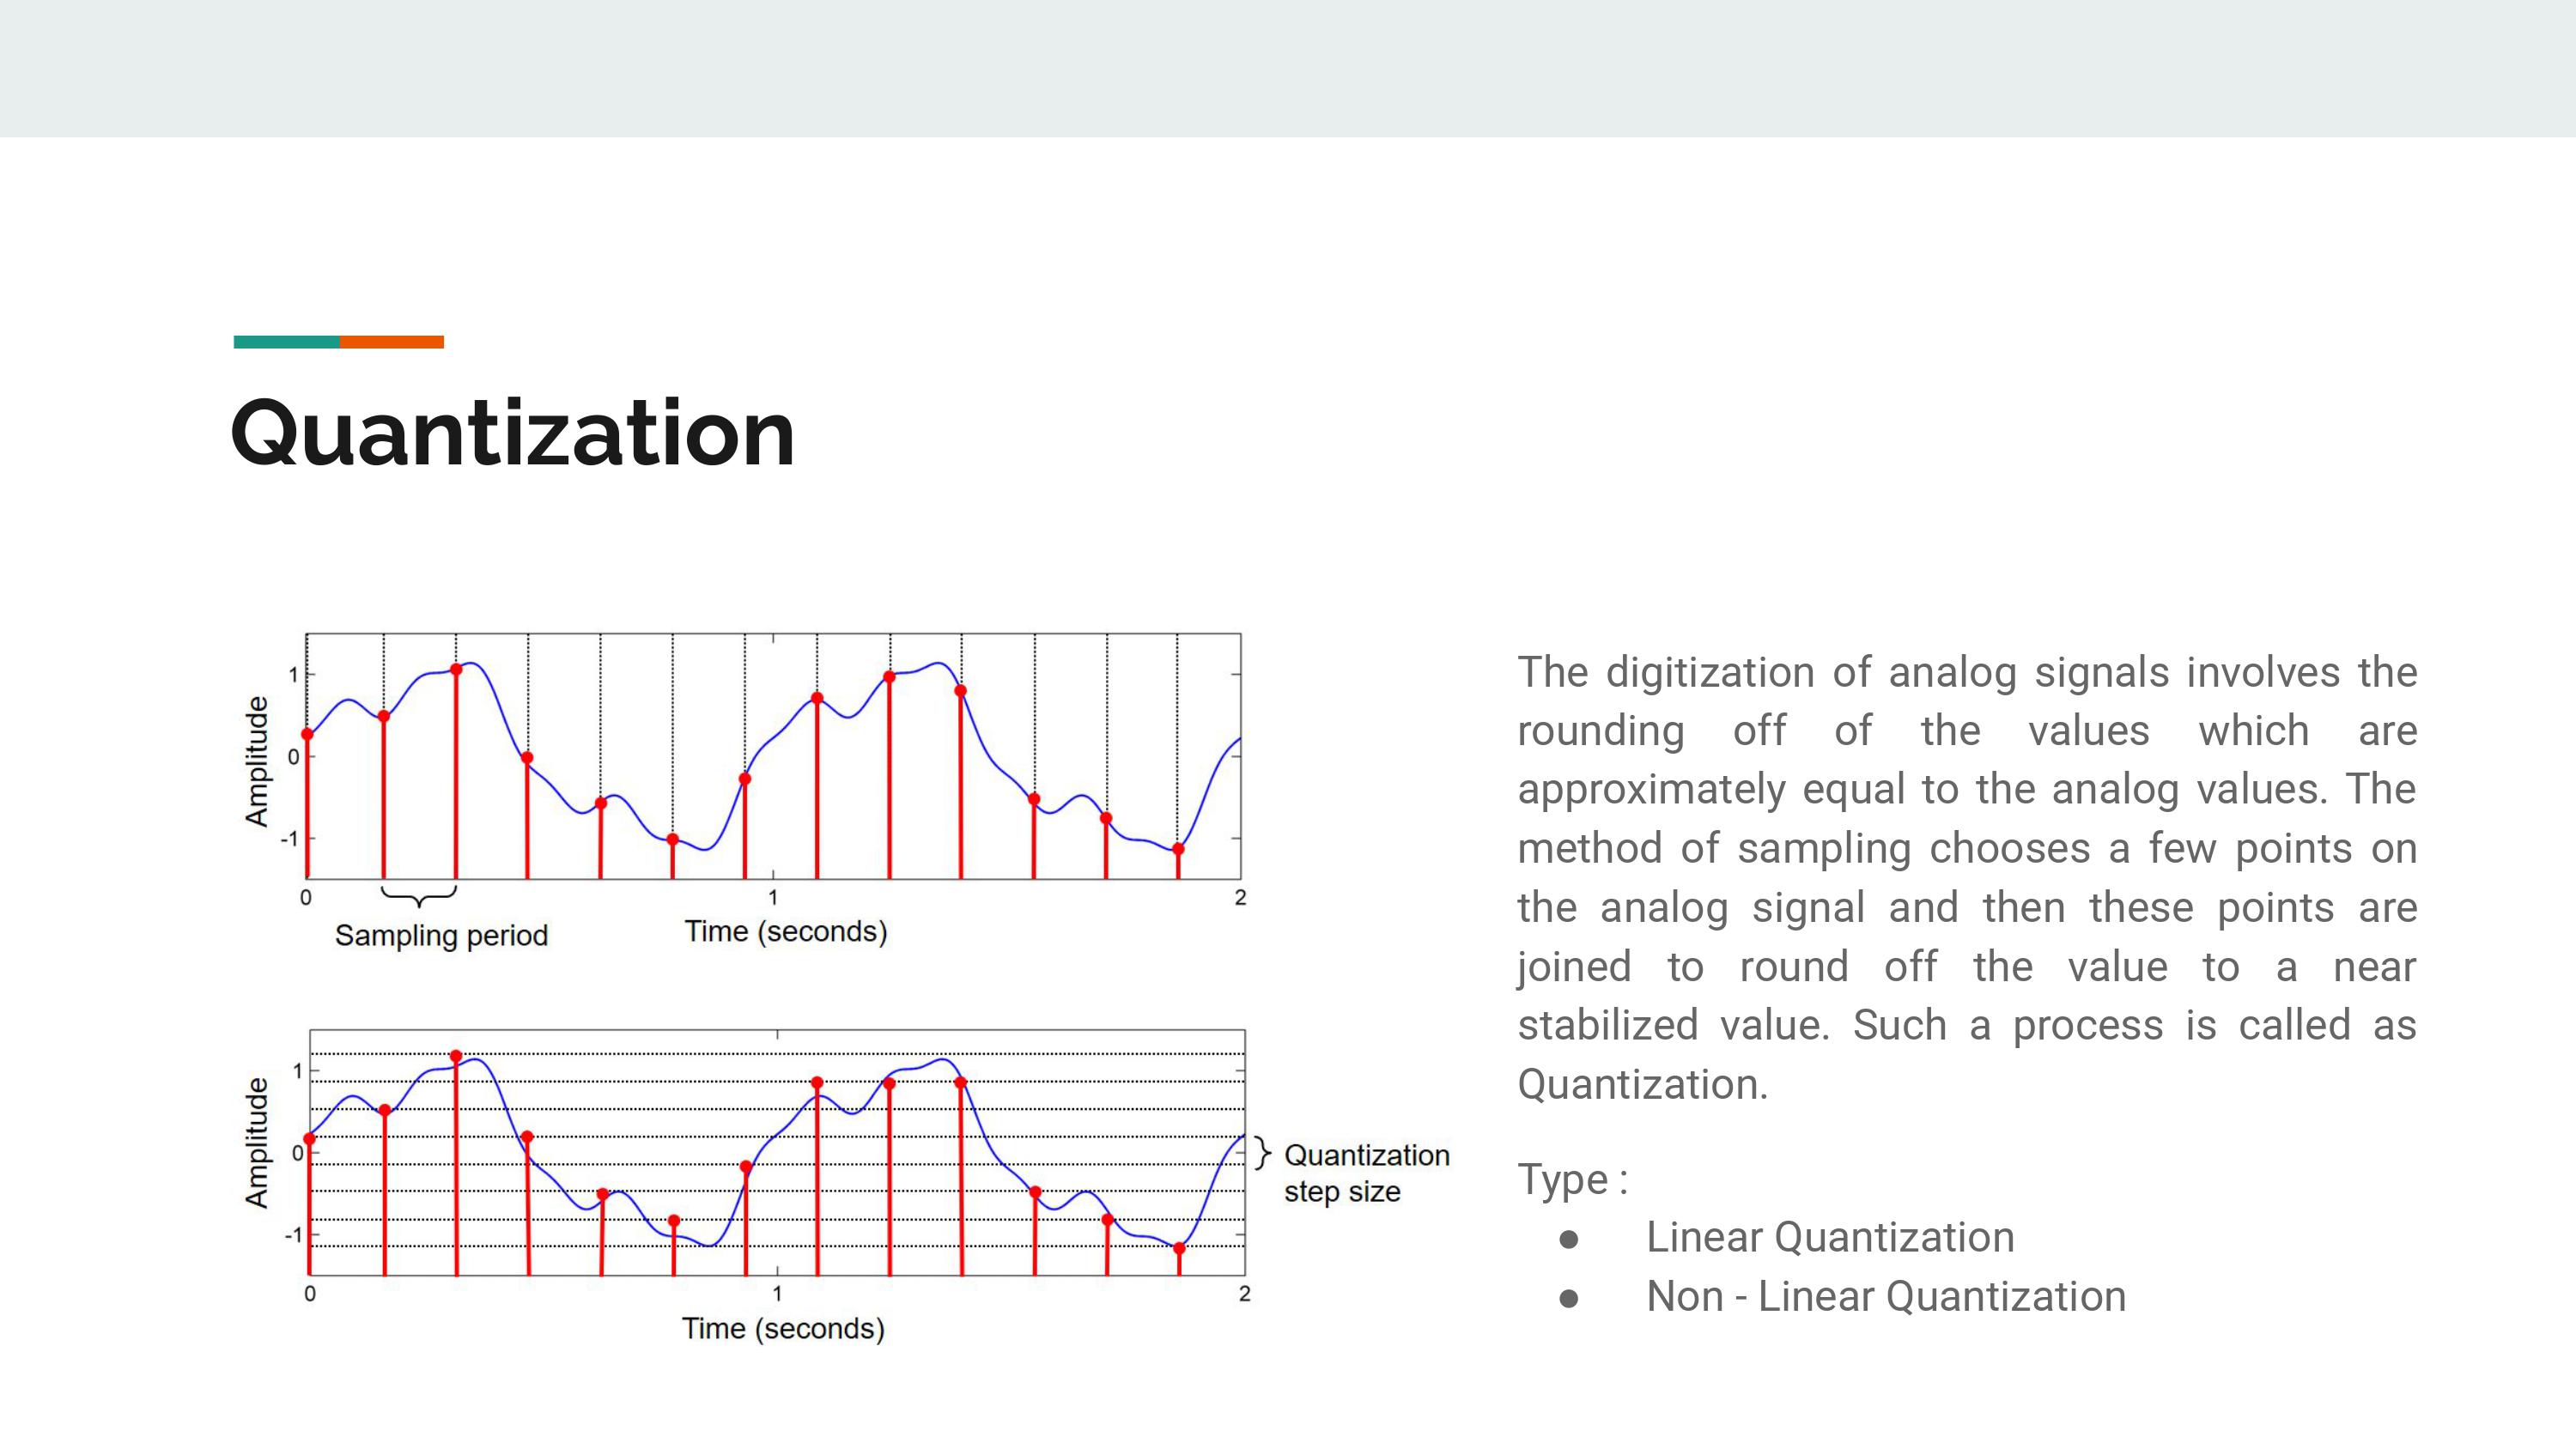 Quantization
1
0
-1
Amplitude
0
1
2
Sampling period
Time (seconds)
1
0
-1
Amplitude
Quantization
step size
0
1
2
Time (seconds)
The digitization of analog signals involves the
rounding off of the values which are
approximately equal to the analog values. The
method of sampling chooses a few points on
the analog signal and then these points are
joined to round off the value to a near
stabilized value. Such a process is called as
Quantization.
Type :
● Linear Quantization
● Non - Linear Quantization